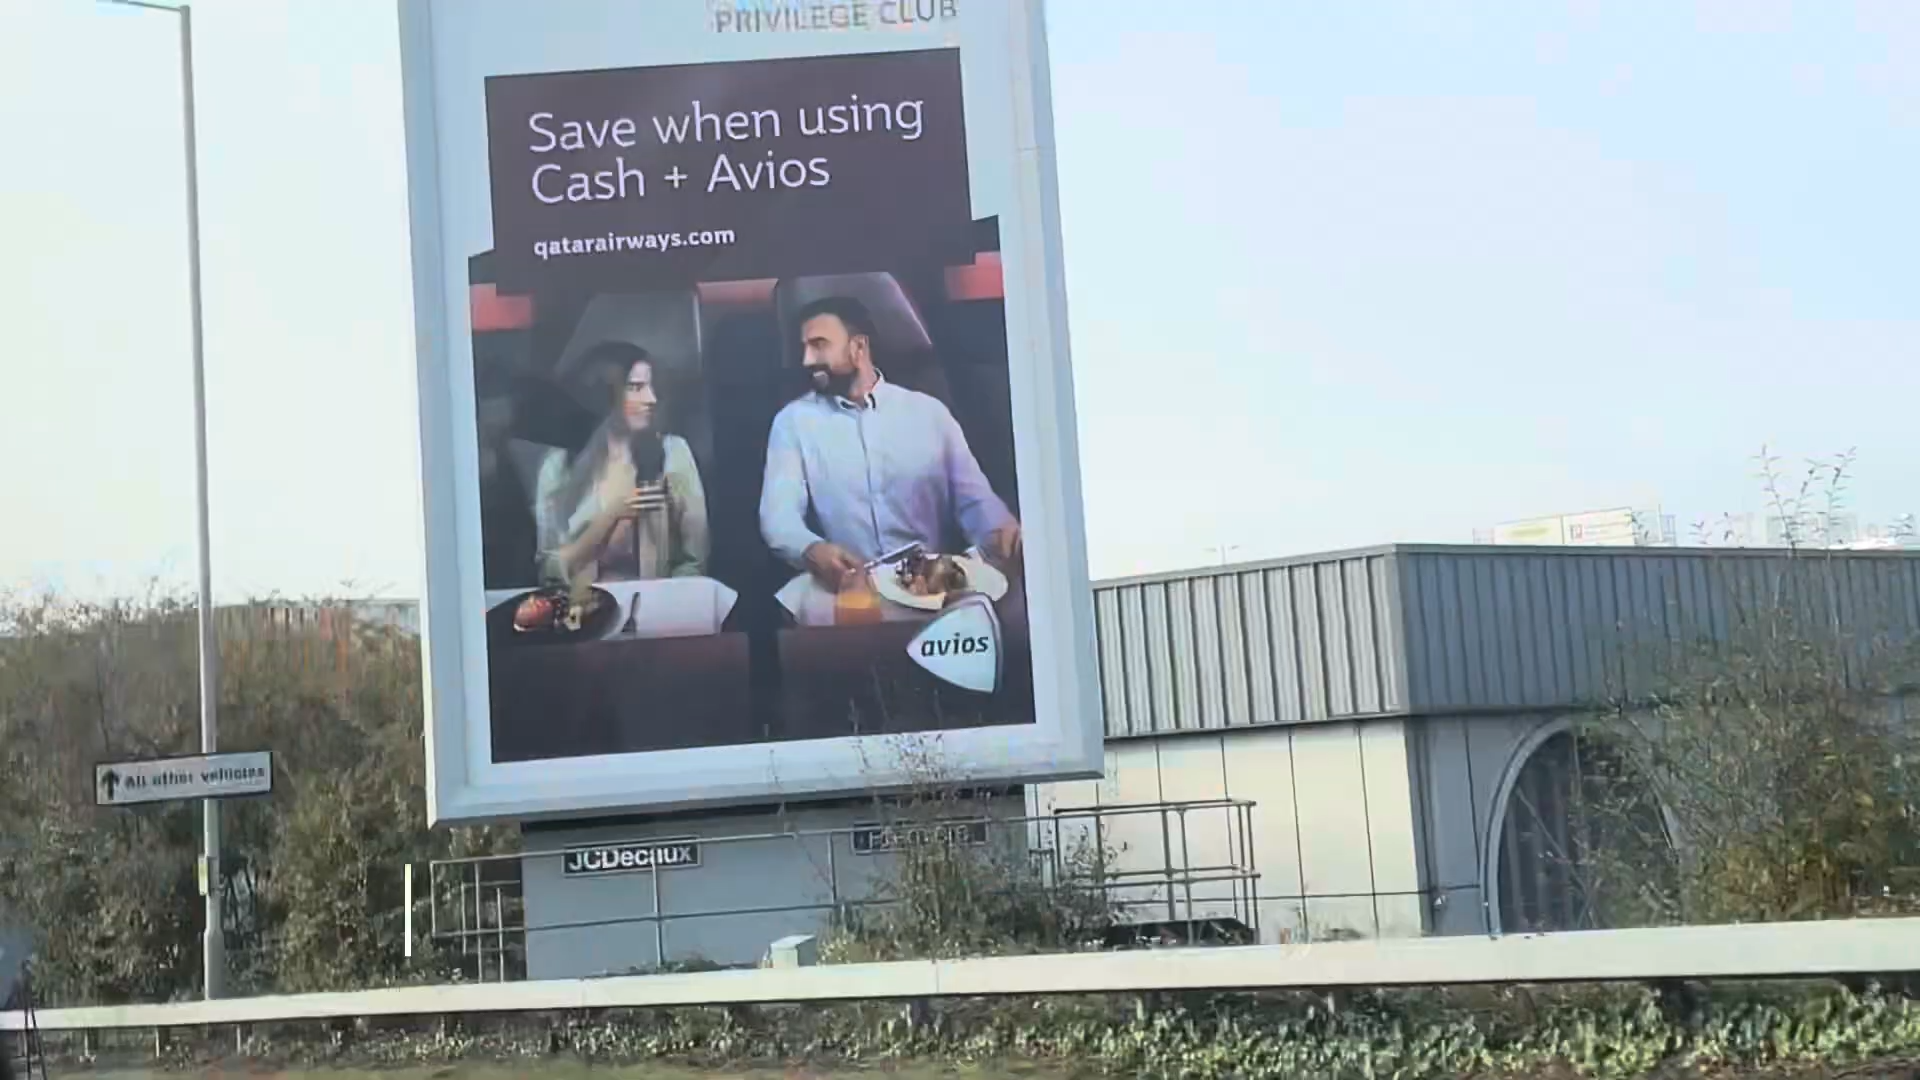 PRIVILEGE CLUB
Save when using
Cash + Avios
qatarairways.com
avios
All other vehicles
JCDecaux